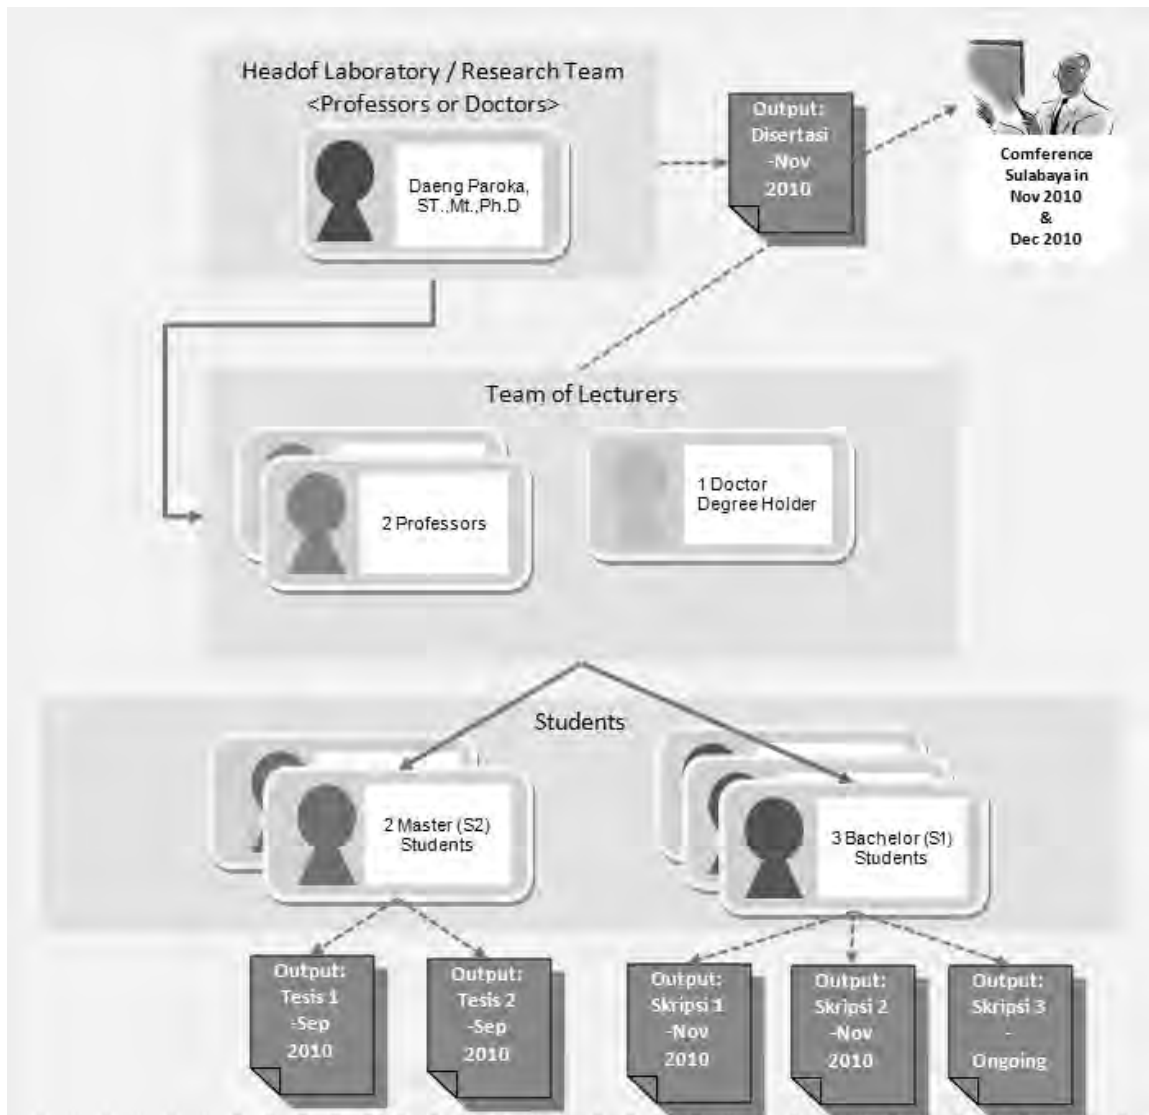 Headof Laboratory / Research Team
<Professors or Doctors>
Daeng Paroka,
ST.,Mt.,Ph.D
Output:
Disertasi
-Nov
2010
Comference
Sulabaya in
Nov 2010
&
Dec 2010
Team of Lecturers
2 Professors
1 Doctor
Degree Holder
Students
2 Master (S2)
Students
3 Bachelor (S1)
Students
Output:
Tesis 1
-Sep
2010
Output:
Tesis 2
-Sep
2010
Output:
Skripsi 1
-Nov
2010
Output:
Skripsi 2
-Nov
2010
Output:
Skripsi 3
-
Ongoing